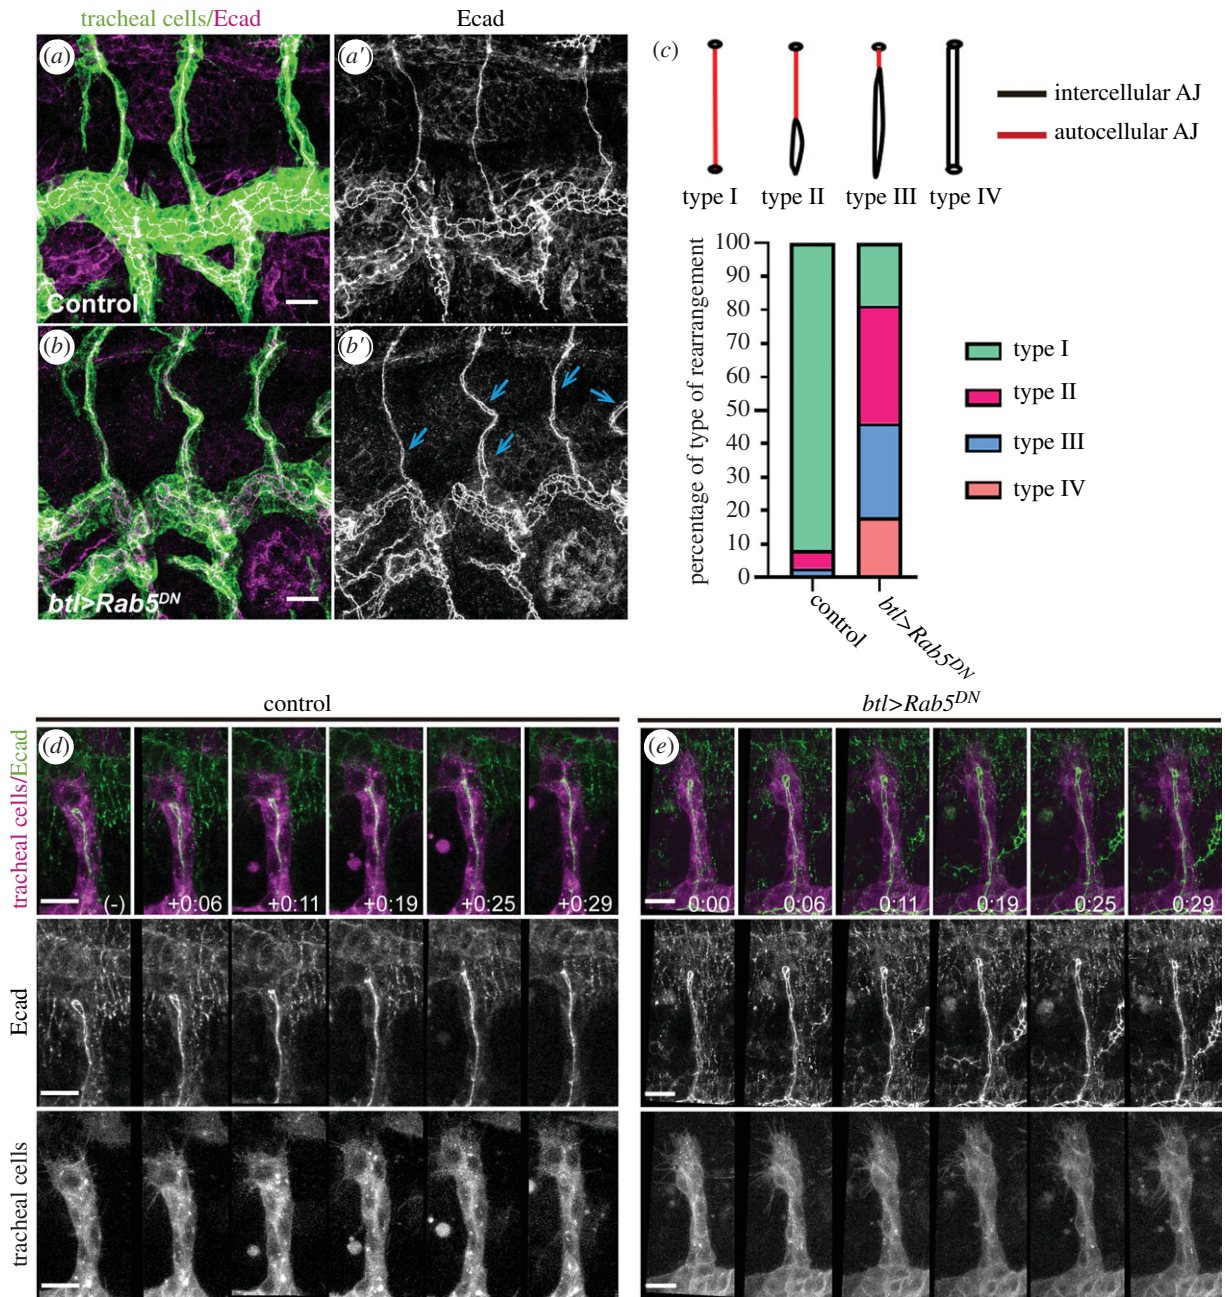 tracheal cells/Ecad
Ecad
(a)
Control
(a')
(b)
btl>Rab5DN
(b')
(c)
type I
type II
type III
type IV
intercellular AJ
autocellular AJ
percentage of type of rearrangement
100
90
80
70
60
50
40
30
20
10
0
control
btl>Rab5DN
type I
type II
type III
type IV
control
btl>Rab5DN
tracheal cells/Ecad
(d)
(-)
+0:06
+0:11
+0:19
+0:25
+0:29
(e)
0:00
0:06
0:11
0:19
0:25
0:29
Ecad
tracheal cells